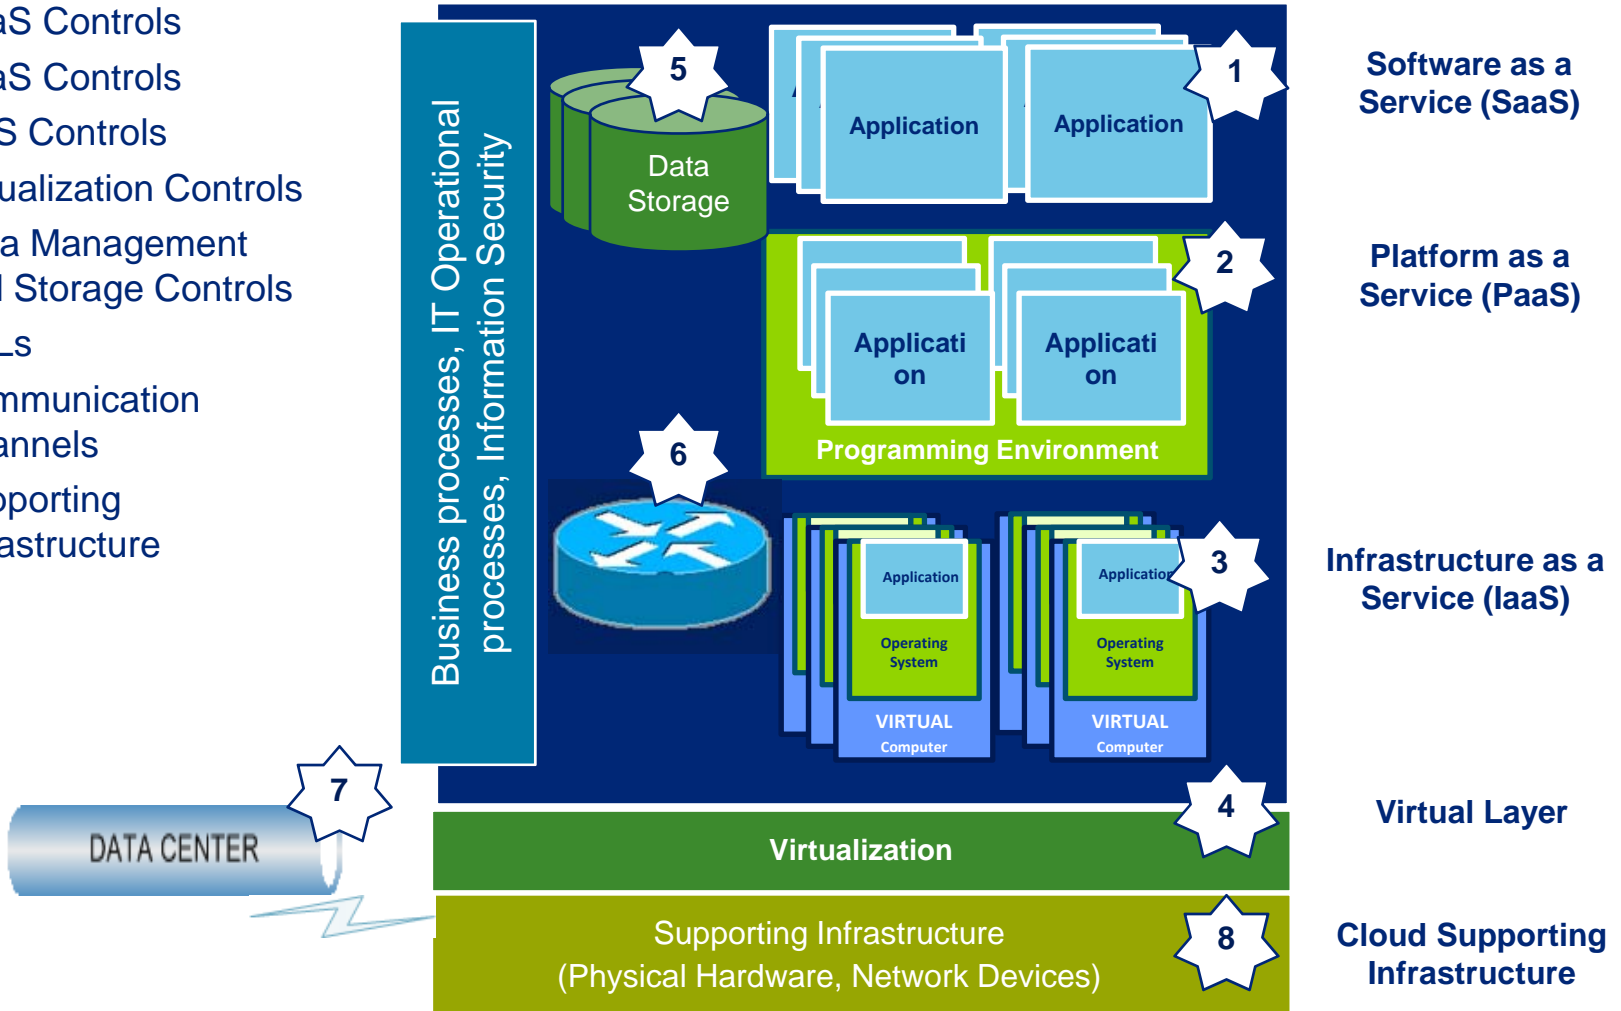 aS Controls
aS Controls
S Controls
ualization Controls
a Management
l Storage Controls
Ls
mmunication
annels
pporting
rastructure
Business processes, IT Operational
processes, Information Security
5
Data
Storage
Application
Application
1
Software as a
Service (SaaS)
Applicati
on
Applicati
on
Programming Environment
2
Platform as a
Service (PaaS)
6
Application
Operating
System
VIRTUAL
Computer
Application
Operating
System
VIRTUAL
Computer
3
Infrastructure as a
Service (IaaS)
7
DATA CENTER
Virtualization
4
Virtual Layer
Supporting Infrastructure
(Physical Hardware, Network Devices)
8
Cloud Supporting
Infrastructure